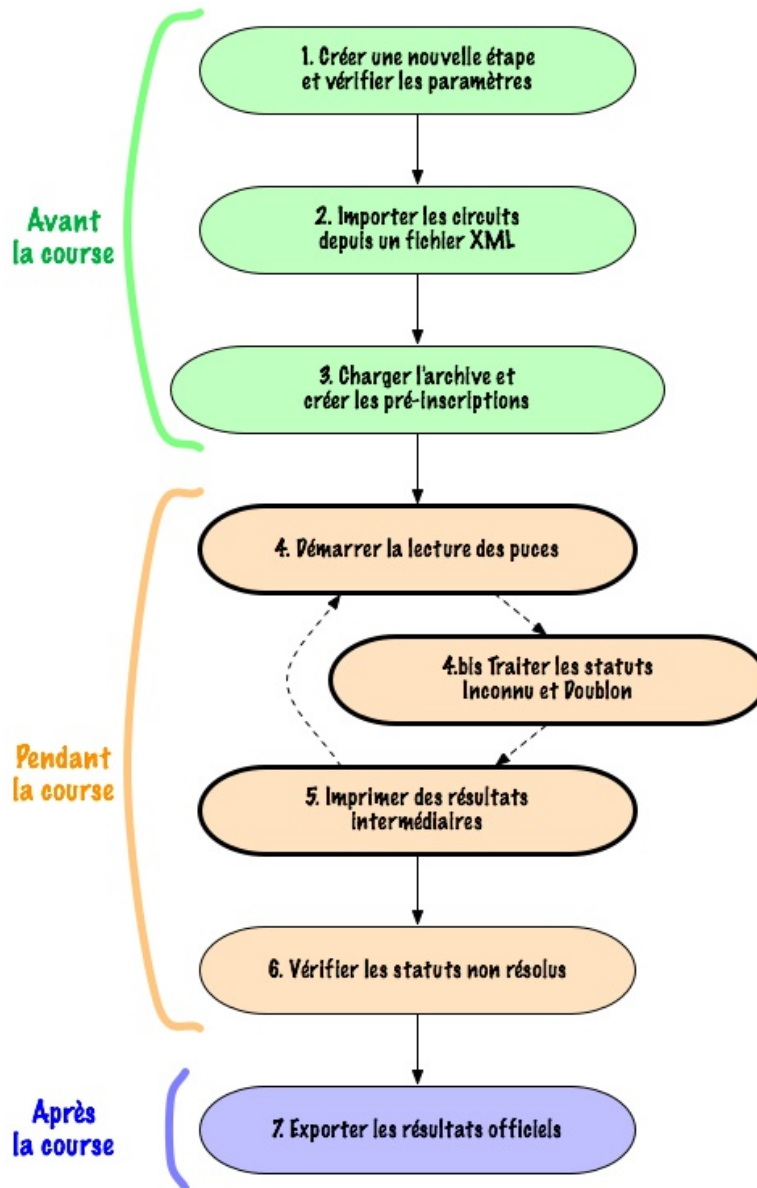 1. Créer une nouvelle étape
et vérifier les paramètres
2. Importer les circuits
depuis un fichier XML
Avant
la course
3. Charger l'archive et
créer les pré-inscriptions
4. Démarrer la lecture des puces
4.bis Traiter les statuts
Inconnu et Doublon
Pendant
la course
5. Imprimer des résultats
intermédiaires
6. Vérifier les statuts non résolus
Après
la course
7. Exporter les résultats officiels